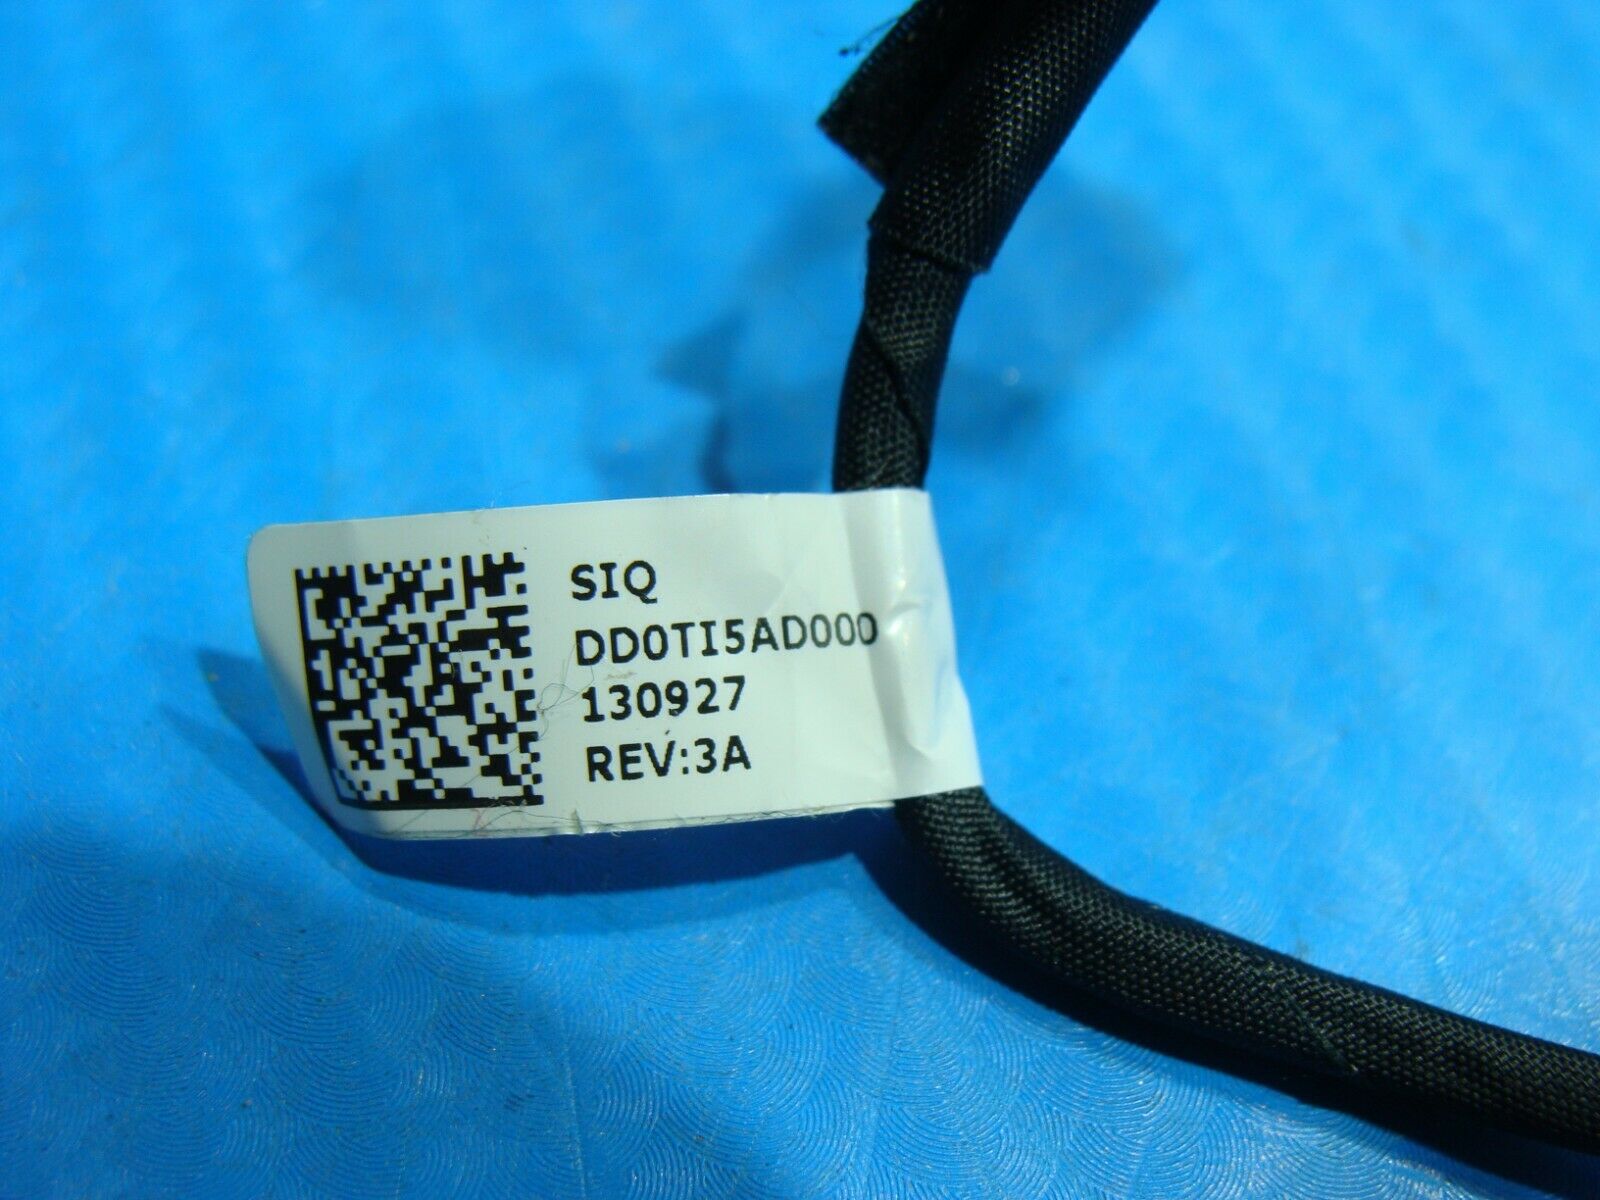 SIQ
DD0TI5AD000
130927
REV:3A